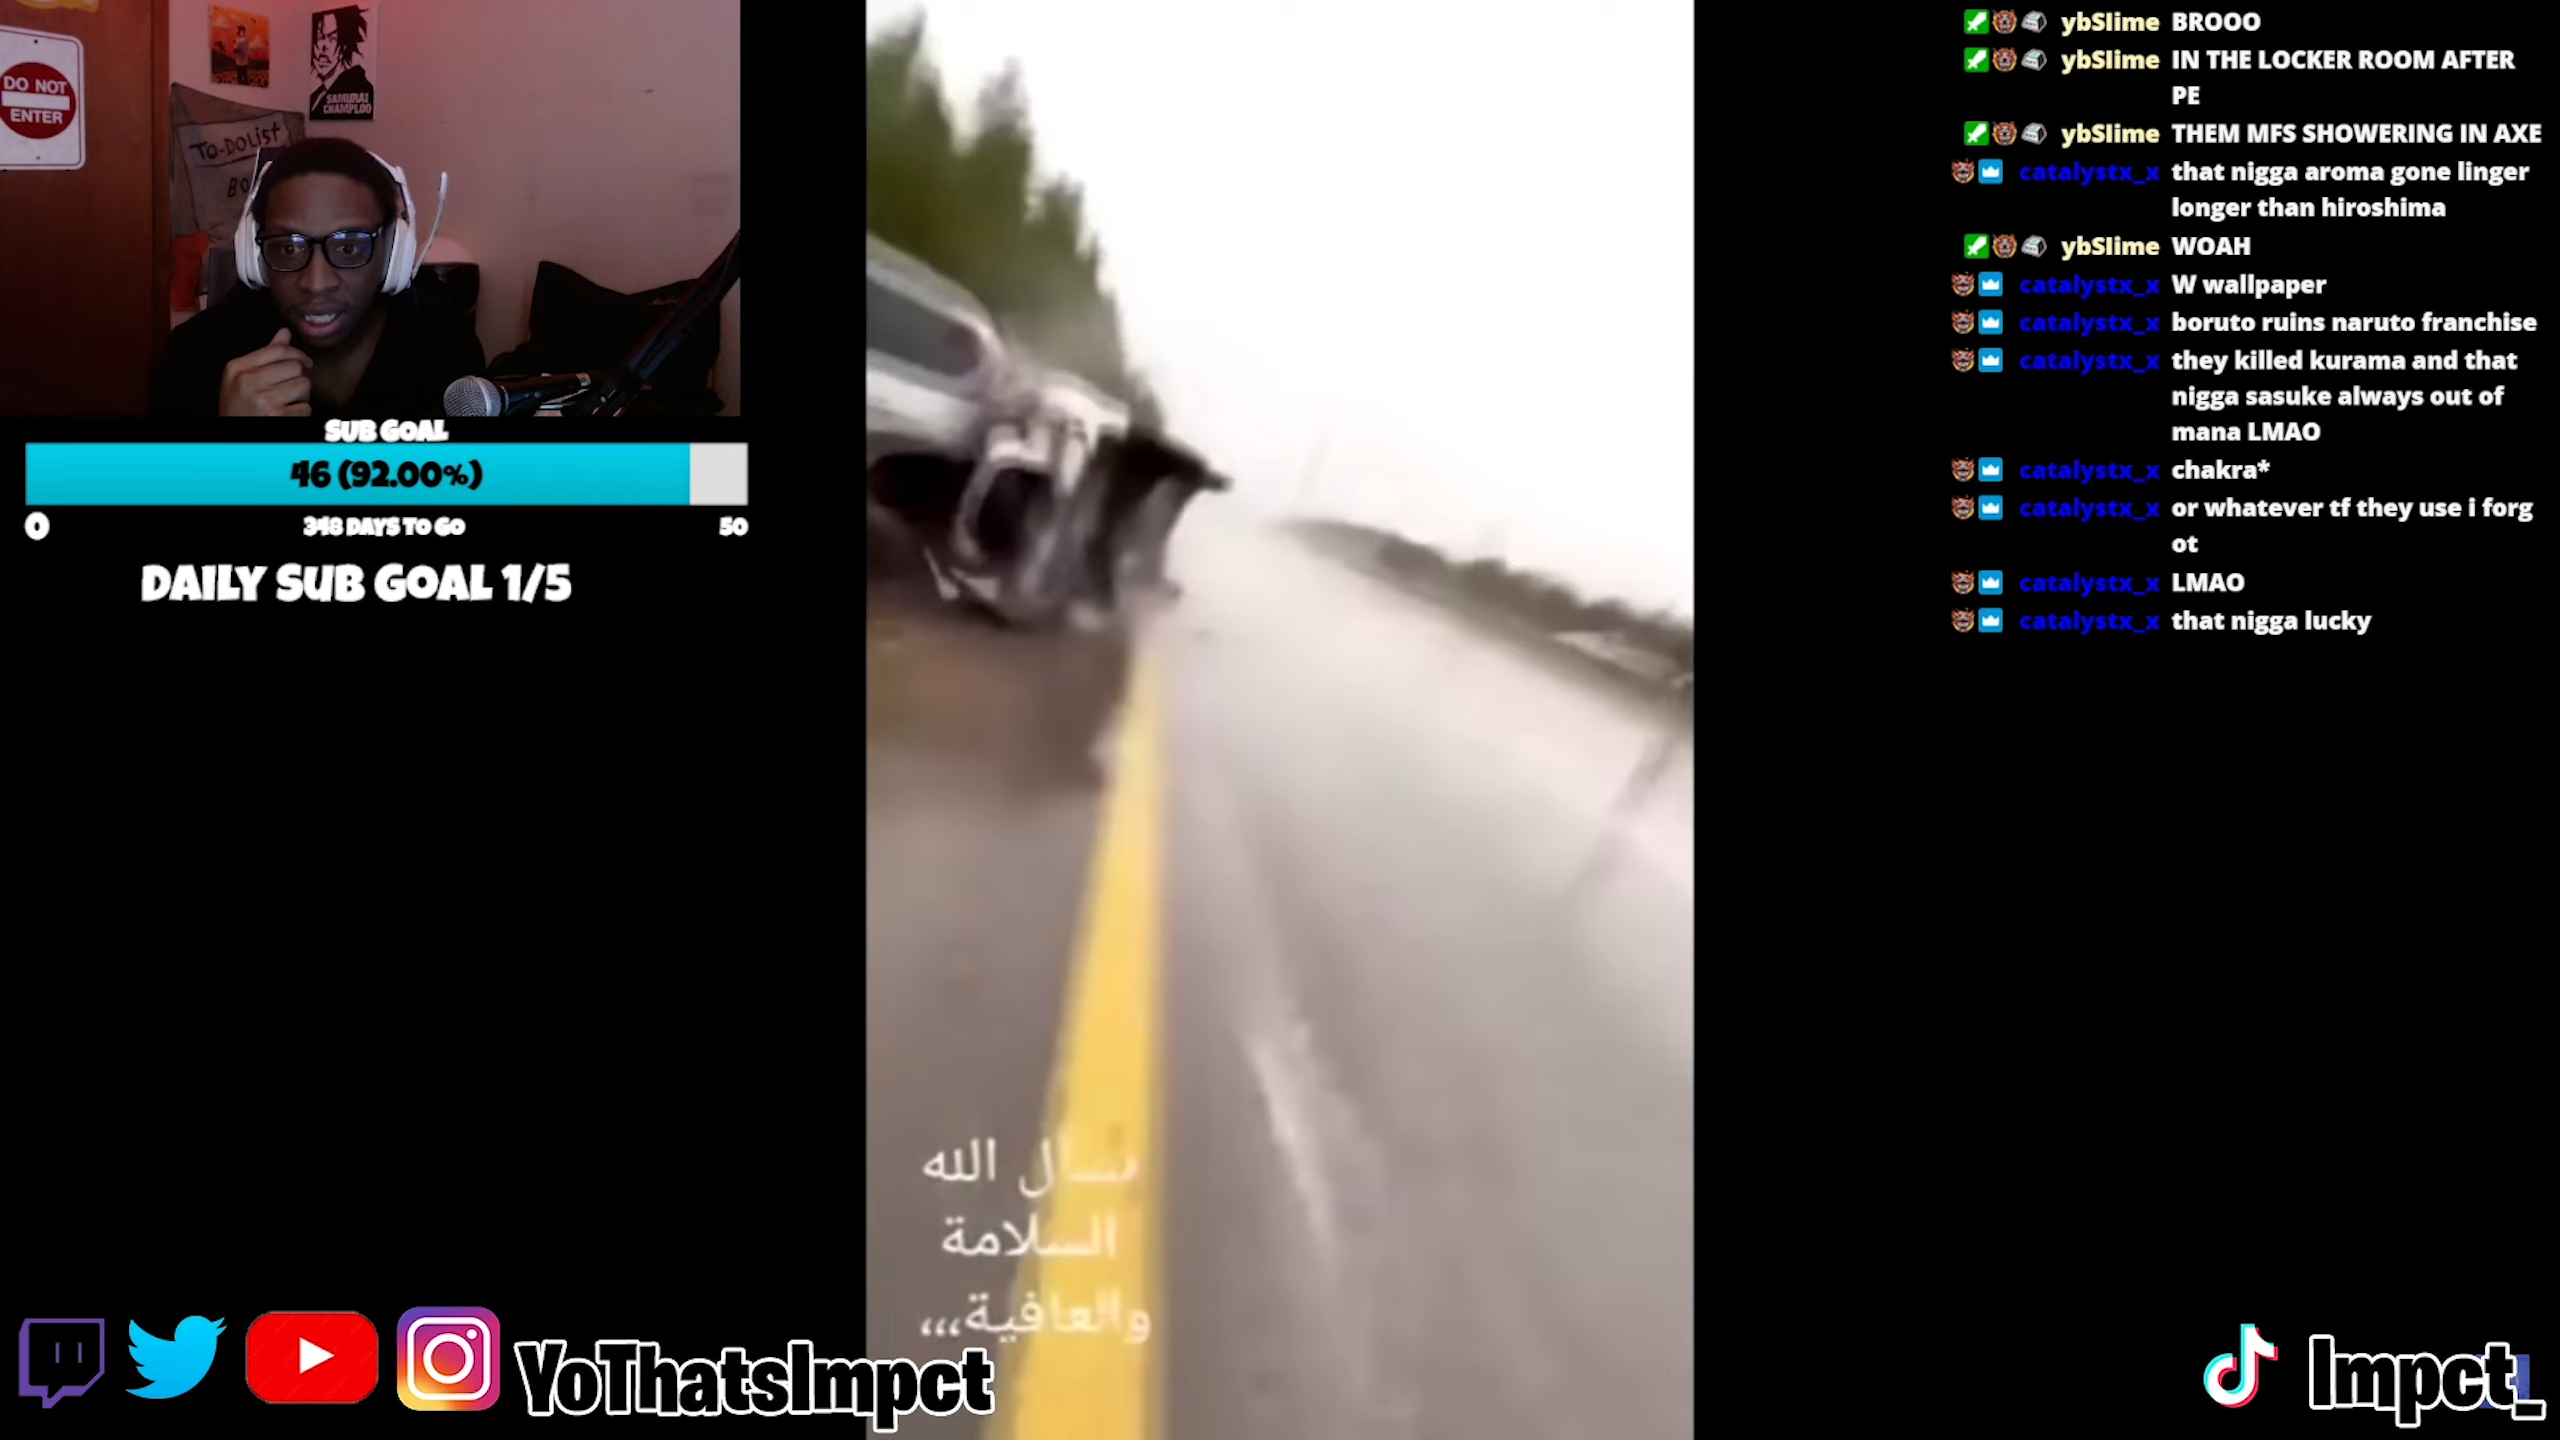 DO NOT
ENTER
TO-DO List
SAMURAI
CHAMPLOO
SUB GOAL
46 (92.00%)
0
348 DAYS TO GO
50
DAILY SUB GOAL 1/5
نسال الله
السلامة
والعافية،،،
YoThatsImpct
ybSlime BROOO
ybSlime IN THE LOCKER ROOM AFTER
PE
ybSlime THEM MFS SHOWERING IN AXE
catalystx_x that nigga aroma gone linger
longer than hiroshima
ybSlime WOAH
catalystx_x W wallpaper
catalystx_x boruto ruins naruto franchise
catalystx_x they killed kurama and that
nigga sasuke always out of
mana LMAO
catalystx_x chakra*
catalystx_x or whatever tf they use i forg
ot
catalystx_x LMAO
catalystx_x that nigga lucky
Impct_